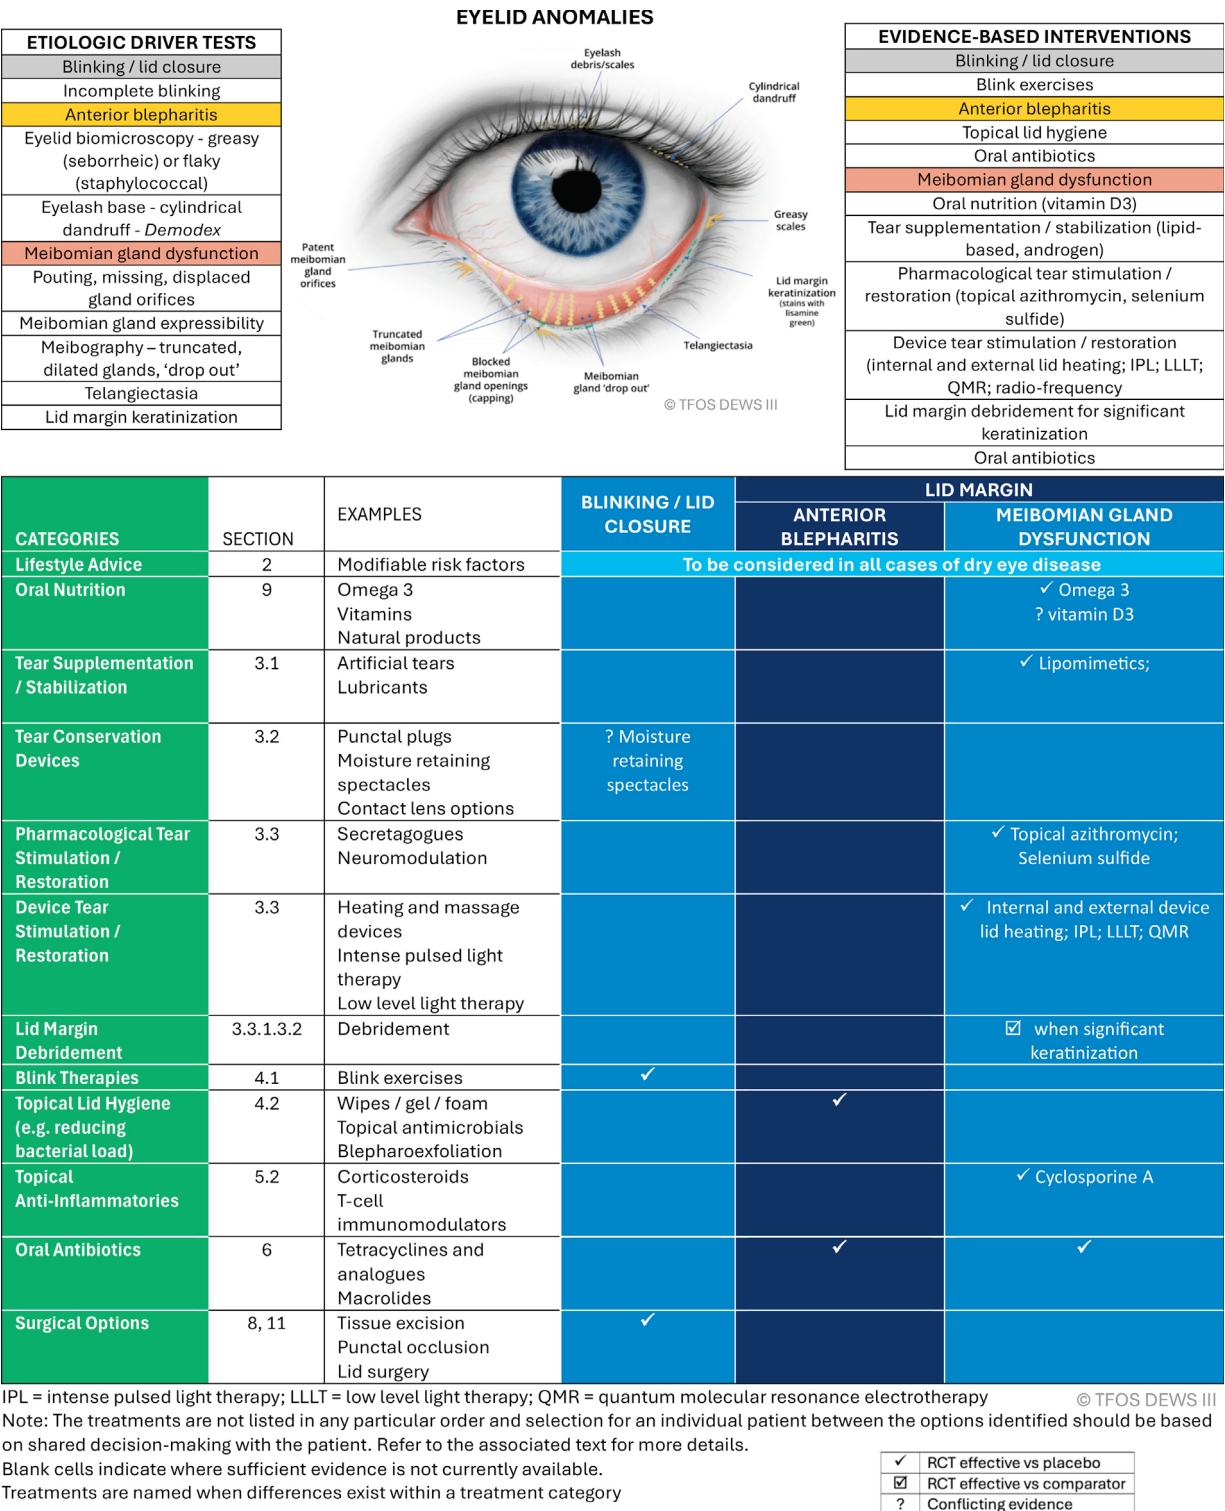 EYELID ANOMALIES
ETIOLOGIC DRIVER TESTS
Blinking / lid closure
Incomplete blinking
Anterior blepharitis
Eyelid biomicroscopy - greasy
(seborrheic) or flaky
(staphylococcal)
Eyelash base - cylindrical
dandruff - Demodex
Meibomian gland dysfunction
Pouting, missing, displaced
gland orifices
Meibomian gland expressibility
Meibography – truncated,
dilated glands, ‘drop out’
Telangiectasia
Lid margin keratinization
Eyelash
debris/scales
Cylindrical
dandruff
Greasy
scales
Lid margin
keratinization
(stains with
lisamine
green)
Telangiectasia
Meibomian
gland ‘drop out’
Blocked
meibomian
gland openings
(capping)
Truncated
meibomian
glands
Patent
meibomian
gland
orifices
© TFOS DEWS III
EVIDENCE-BASED INTERVENTIONS
Blinking / lid closure
Blink exercises
Anterior blepharitis
Topical lid hygiene
Oral antibiotics
Meibomian gland dysfunction
Oral nutrition (vitamin D3)
Tear supplementation / stabilization (lipid-
based, androgen)
Pharmacological tear stimulation /
restoration (topical azithromycin, selenium
sulfide)
Device tear stimulation / restoration
(internal and external lid heating; IPL; LLLT;
QMR; radio-frequency
Lid margin debridement for significant
keratinization
Oral antibiotics
CATEGORIES
SECTION
EXAMPLES
BLINKING / LID
CLOSURE
LID MARGIN
ANTERIOR
BLEPHARITIS
MEIBOMIAN GLAND
DYSFUNCTION
Lifestyle Advice
2
Modifiable risk factors
To be considered in all cases of dry eye disease
Oral Nutrition
9
Omega 3
Vitamins
Natural products
✓ Omega 3
? vitamin D3
Tear Supplementation
/ Stabilization
3.1
Artificial tears
Lubricants
✓ Lipomimetics;
Tear Conservation
Devices
3.2
Punctal plugs
Moisture retaining
spectacles
Contact lens options
? Moisture
retaining
spectacles
Pharmacological Tear
Stimulation /
Restoration
3.3
Secretagogues
Neuromodulation
✓ Topical azithromycin;
Selenium sulfide
Device Tear
Stimulation /
Restoration
3.3
Heating and massage
devices
Intense pulsed light
therapy
Low level light therapy
✓ Internal and external device
lid heating; IPL; LLLT; QMR
Lid Margin
Debridement
3.3.1.3.2
Debridement
☑ when significant
keratinization
Blink Therapies
4.1
Blink exercises
✓
Topical Lid Hygiene
(e.g. reducing
bacterial load)
4.2
Wipes / gel / foam
Topical antimicrobials
Blepharoexfoliation
✓
Topical
Anti-Inflammatories
5.2
Corticosteroids
T-cell
immunomodulators
✓ Cyclosporine A
Oral Antibiotics
6
Tetracyclines and
analogues
Macrolides
✓
✓
Surgical Options
8, 11
Tissue excision
Punctal occlusion
Lid surgery
✓
IPL = intense pulsed light therapy; LLLT = low level light therapy; QMR = quantum molecular resonance electrotherapy
© TFOS DEWS III
Note: The treatments are not listed in any particular order and selection for an individual patient between the options identified should be based
on shared decision-making with the patient. Refer to the associated text for more details.
Blank cells indicate where sufficient evidence is not currently available.
Treatments are named when differences exist within a treatment category
✓ RCT effective vs placebo
☑ RCT effective vs comparator
? Conflicting evidence